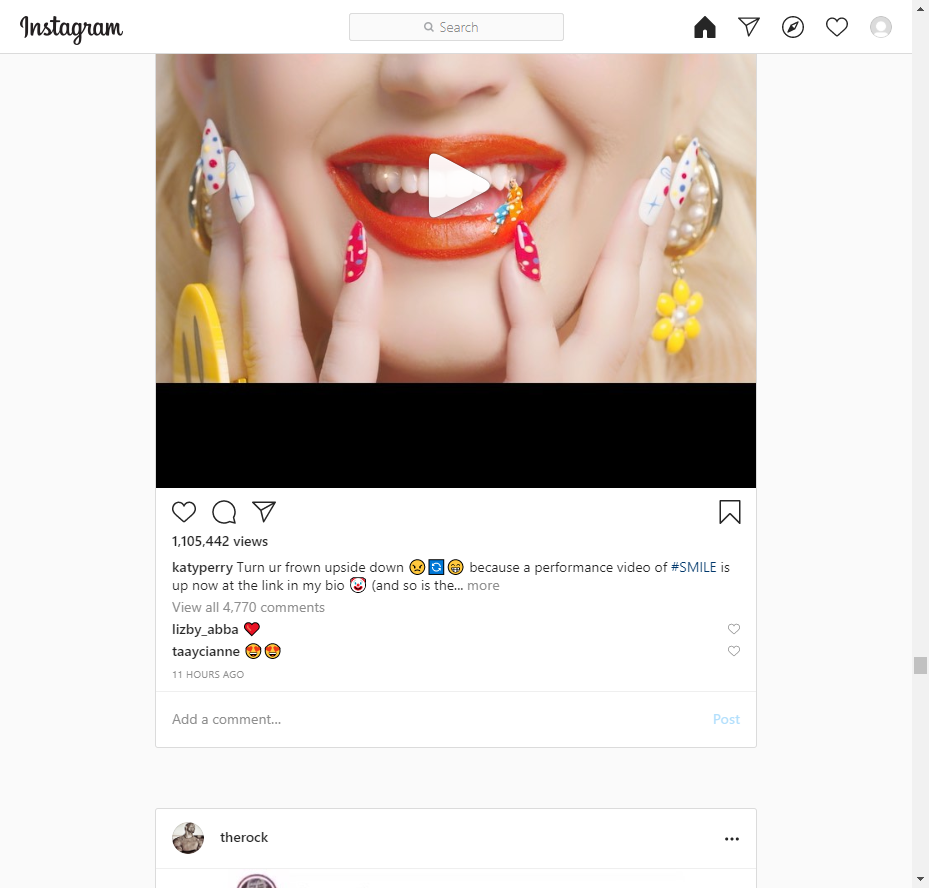 Instagram
Search
1,105,442 views
katyperry Turn ur frown upside down 😠🔄😁 because a performance video of #SMILE is
up now at the link in my bio 🤡 (and so is the... more
View all 4,770 comments
lizby_abba ❤️
taaycianne 🤩🤩
11 HOURS AGO
Add a comment... Post
therock